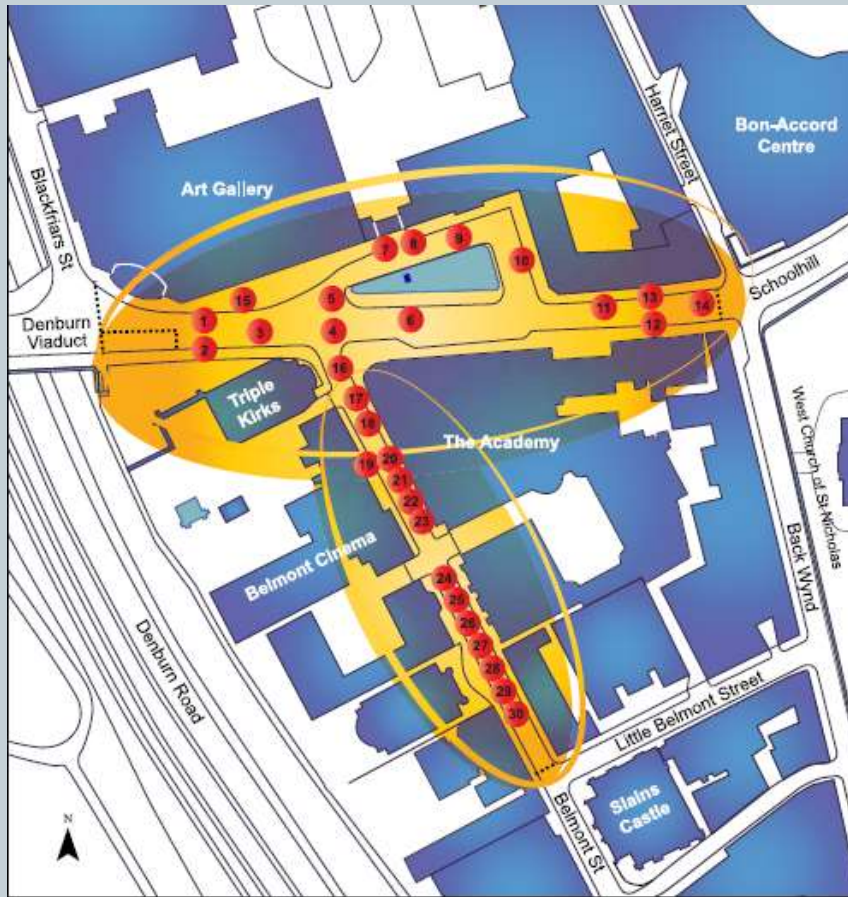 Harriet Street
Bon-Accord
Centre
Blackfriars St
Art Gallery
7
8
9
10
15
5
1
3
4
6
11
13
14
12
2
Schoolhill
Denburn
Viaduct
16
Triple
Kirks
17
18
The Academy
19
20
21
22
23
West Church of St-Nicholas
Back Wynd
Belmont Cinema
24
25
26
27
28
29
30
Denburn Road
Little Belmont Street
Slains
Castle
Belmont St
N